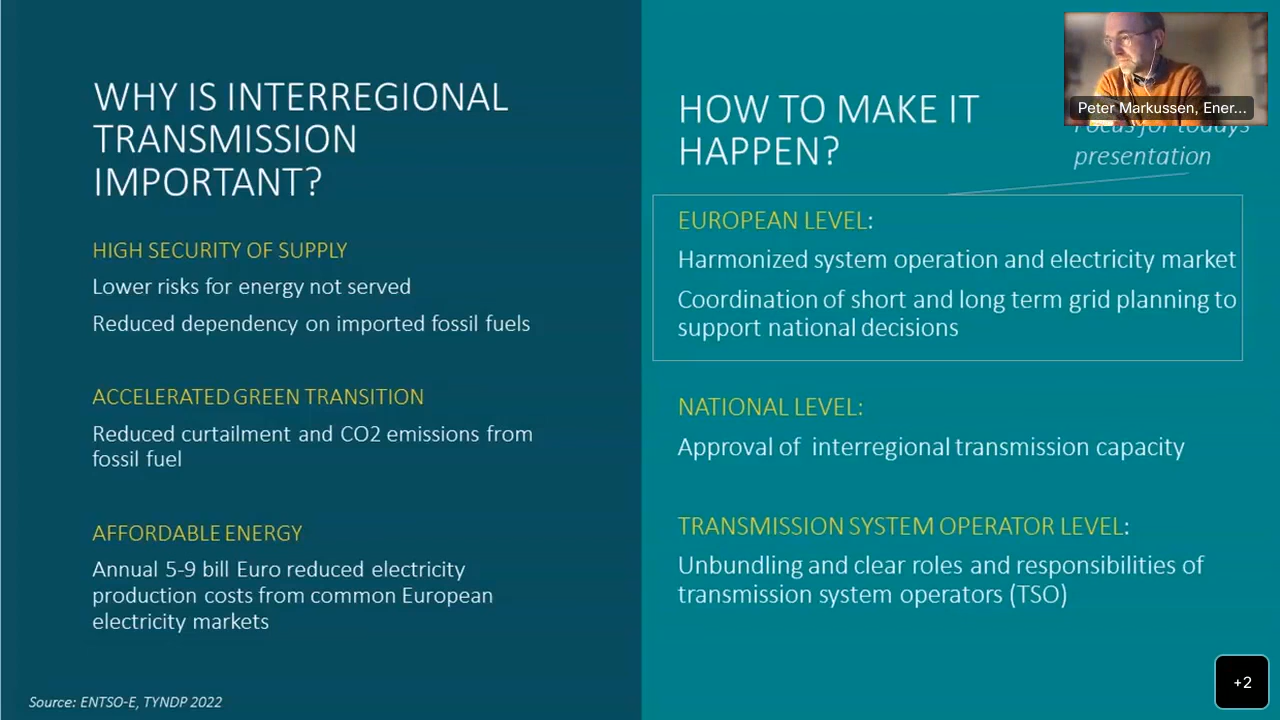 WHY IS INTERREGIONAL
TRANSMISSION
IMPORTANT?
HIGH SECURITY OF SUPPLY
Lower risks for energy not served
Reduced dependency on imported fossil fuels
ACCELERATED GREEN TRANSITION
Reduced curtailment and CO2 emissions from
fossil fuel
AFFORDABLE ENERGY
Annual 5-9 bill Euro reduced electricity
production costs from common European
electricity markets
Source: ENTSO-E, TYNDP 2022
HOW TO MAKE IT
HAPPEN?
Peter Markussen, Ener...
Focus for todays
presentation
EUROPEAN LEVEL:
Harmonized system operation and electricity market
Coordination of short and long term grid planning to
support national decisions
NATIONAL LEVEL:
Approval of interregional transmission capacity
TRANSMISSION SYSTEM OPERATOR LEVEL:
Unbundling and clear roles and responsibilities of
transmission system operators (TSO)
+2